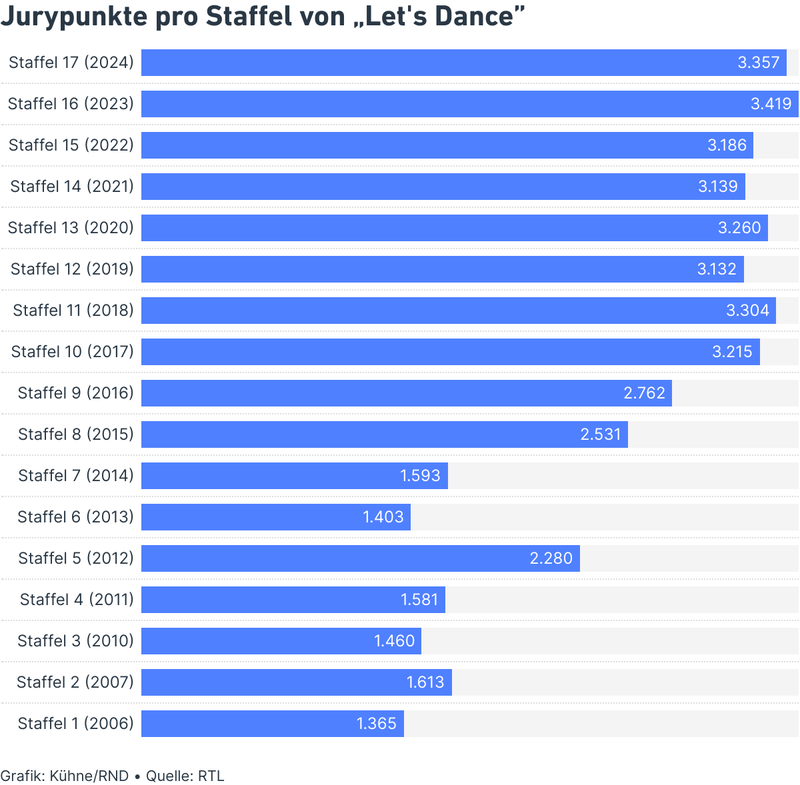 Jurypunkte pro Staffel von „Let's Dance”
Staffel 17 (2024) 3.357
Staffel 16 (2023) 3.419
Staffel 15 (2022) 3.186
Staffel 14 (2021) 3.139
Staffel 13 (2020) 3.260
Staffel 12 (2019) 3.132
Staffel 11 (2018) 3.304
Staffel 10 (2017) 3.215
Staffel 9 (2016) 2.762
Staffel 8 (2015) 2.531
Staffel 7 (2014) 1.593
Staffel 6 (2013) 1.403
Staffel 5 (2012) 2.280
Staffel 4 (2011) 1.581
Staffel 3 (2010) 1.460
Staffel 2 (2007) 1.613
Staffel 1 (2006) 1.365
Grafik: Kühne/RND • Quelle: RTL